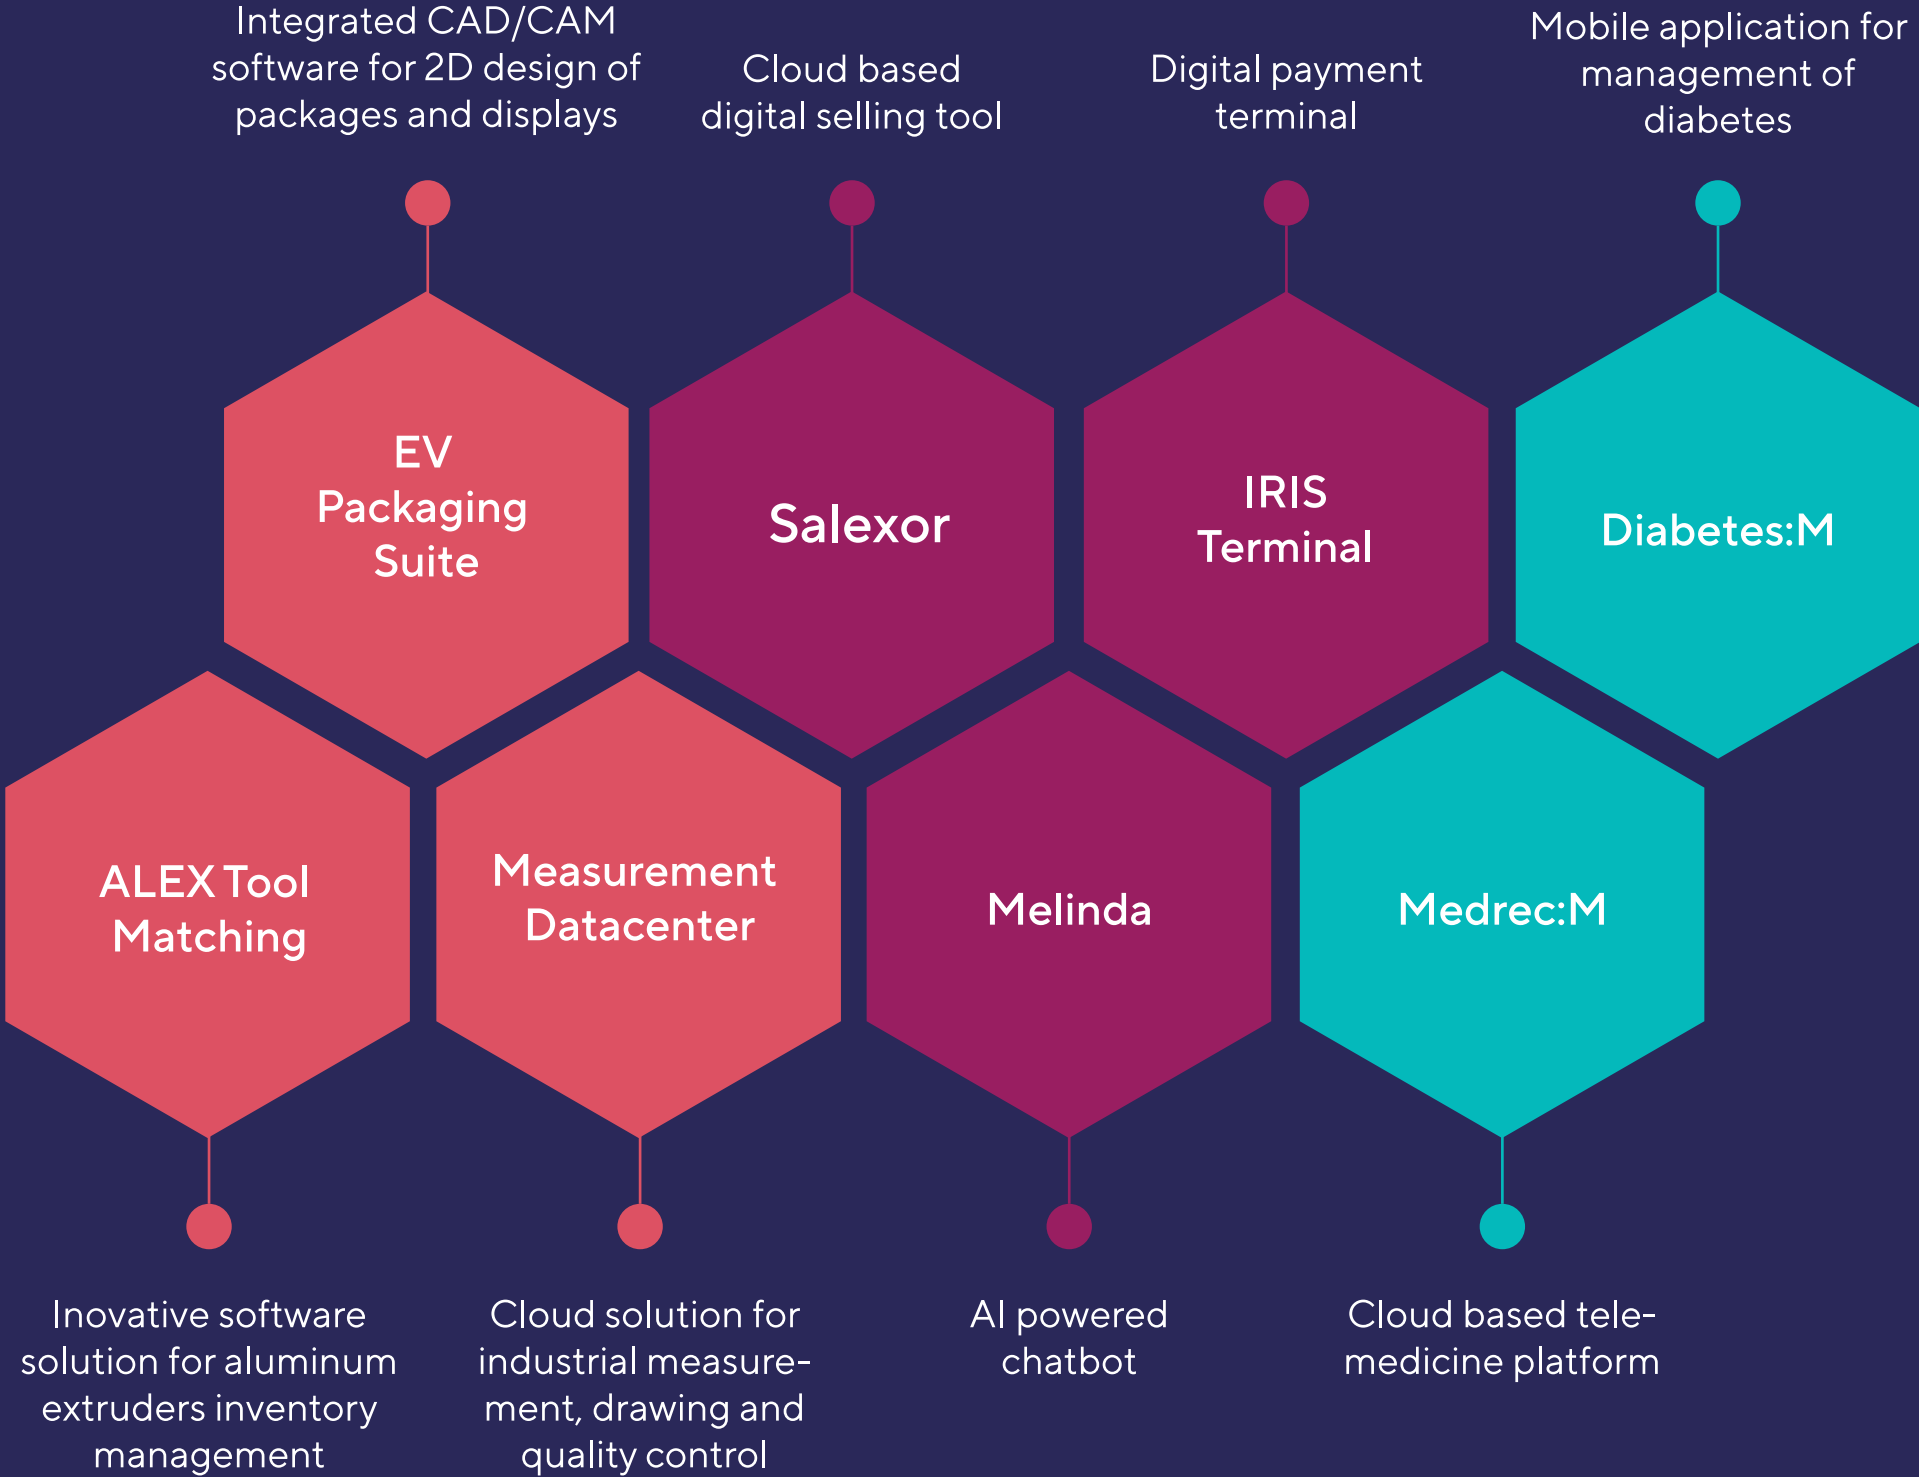 Integrated CAD/CAM
software for 2D design of
packages and displays
Cloud based
digital selling tool
Digital payment
terminal
Mobile application for
management of
diabetes
EV
Packaging
Suite
Salexor
IRIS
Terminal
Diabetes:M
ALEX Tool
Matching
Measurement
Datacenter
Melinda
Medrec:M
Inovative software
solution for aluminum
extruders inventory
management
Cloud solution for
industrial measure-
ment, drawing and
quality control
AI powered
chatbot
Cloud based tele-
medicine platform